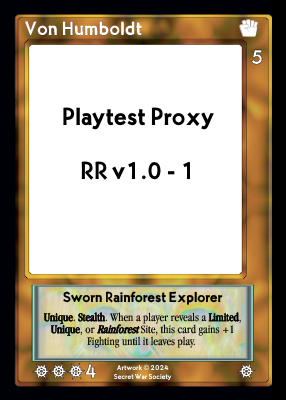 Von Humboldt
5
Playtest Proxy
RR v1.0 - 1
Sworn Rainforest Explorer
Unique. Stealth. When a player reveals a Limited,
Unique, or Rainforest Site, this card gains +1
Fighting until it leaves play.
4
Artwork © 2024
Secret War Society